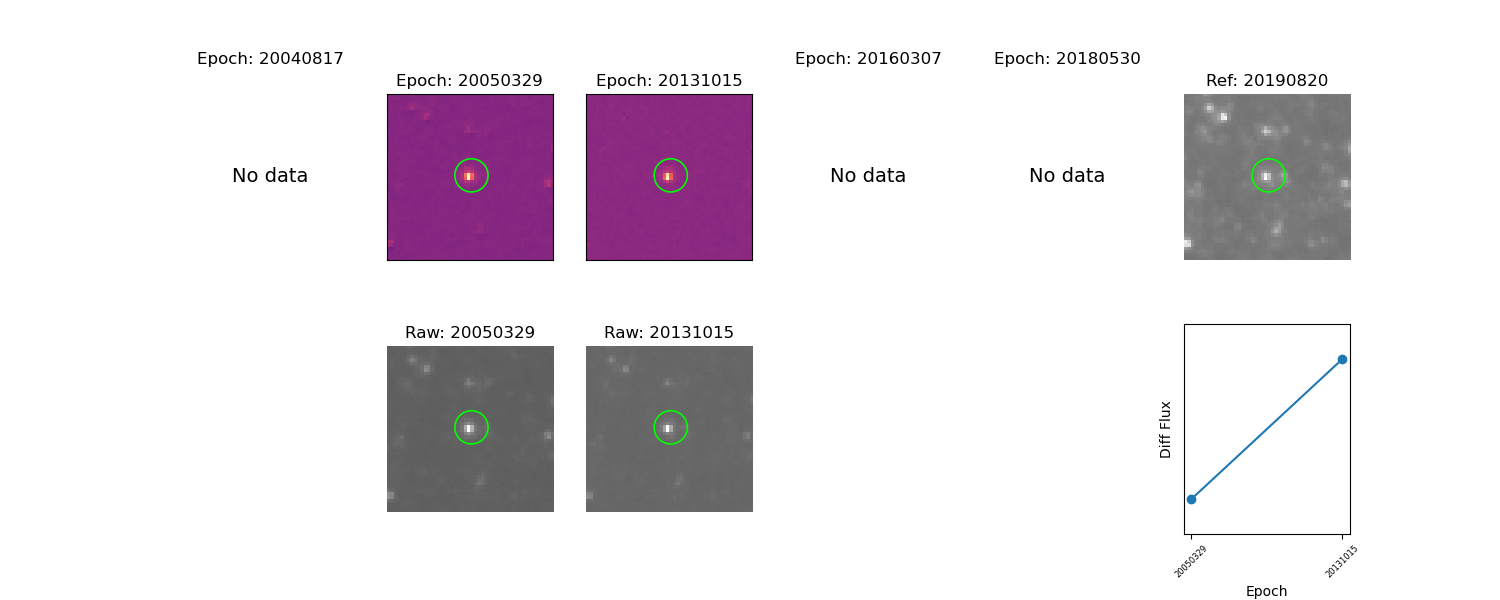 Epoch: 20040817
Epoch: 20050329
Epoch: 20131015
Epoch: 20160307
Epoch: 20180530
Ref: 20190820
No data
No data
No data
Raw: 20050329
Raw: 20131015
Diff Flux
20050329
20131015
Epoch